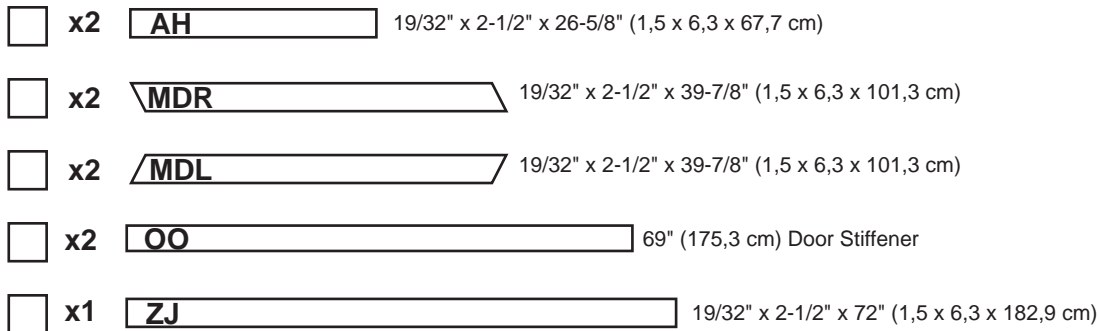 x2 AH 19/32" x 2-1/2" x 26-5/8" (1,5 x 6,3 x 67,7 cm)
x2 MDR 19/32" x 2-1/2" x 39-7/8" (1,5 x 6,3 x 101,3 cm)
x2 MDL 19/32" x 2-1/2" x 39-7/8" (1,5 x 6,3 x 101,3 cm)
x2 OO 69" (175,3 cm) Door Stiffener
x1 ZJ 19/32" x 2-1/2" x 72" (1,5 x 6,3 x 182,9 cm)